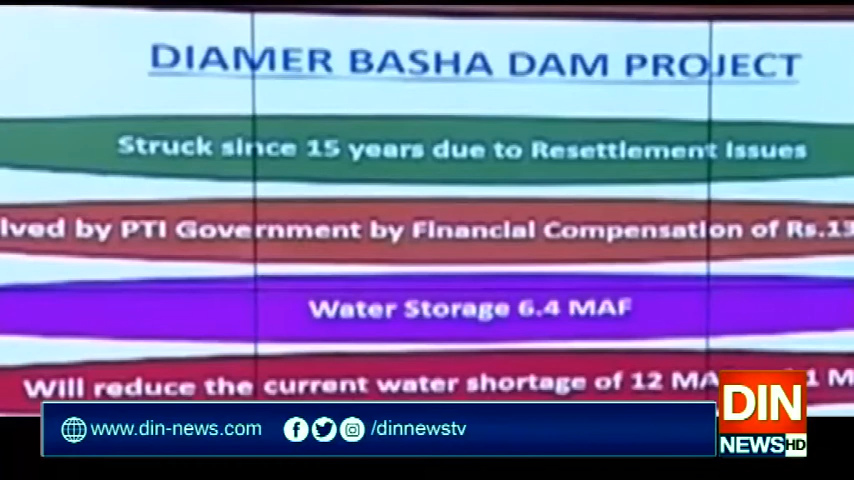 DIAMER BASHA DAM PROJECT
Struck since 15 years due to Resettlement Issues
lved by PTI Government by Financial Compensation of Rs.13
Water Storage 6.4 MAF
Will reduce the current water shortage of 12 MA .1 M
www.din-news.com /dinnewstv
DIN
NEWS HD